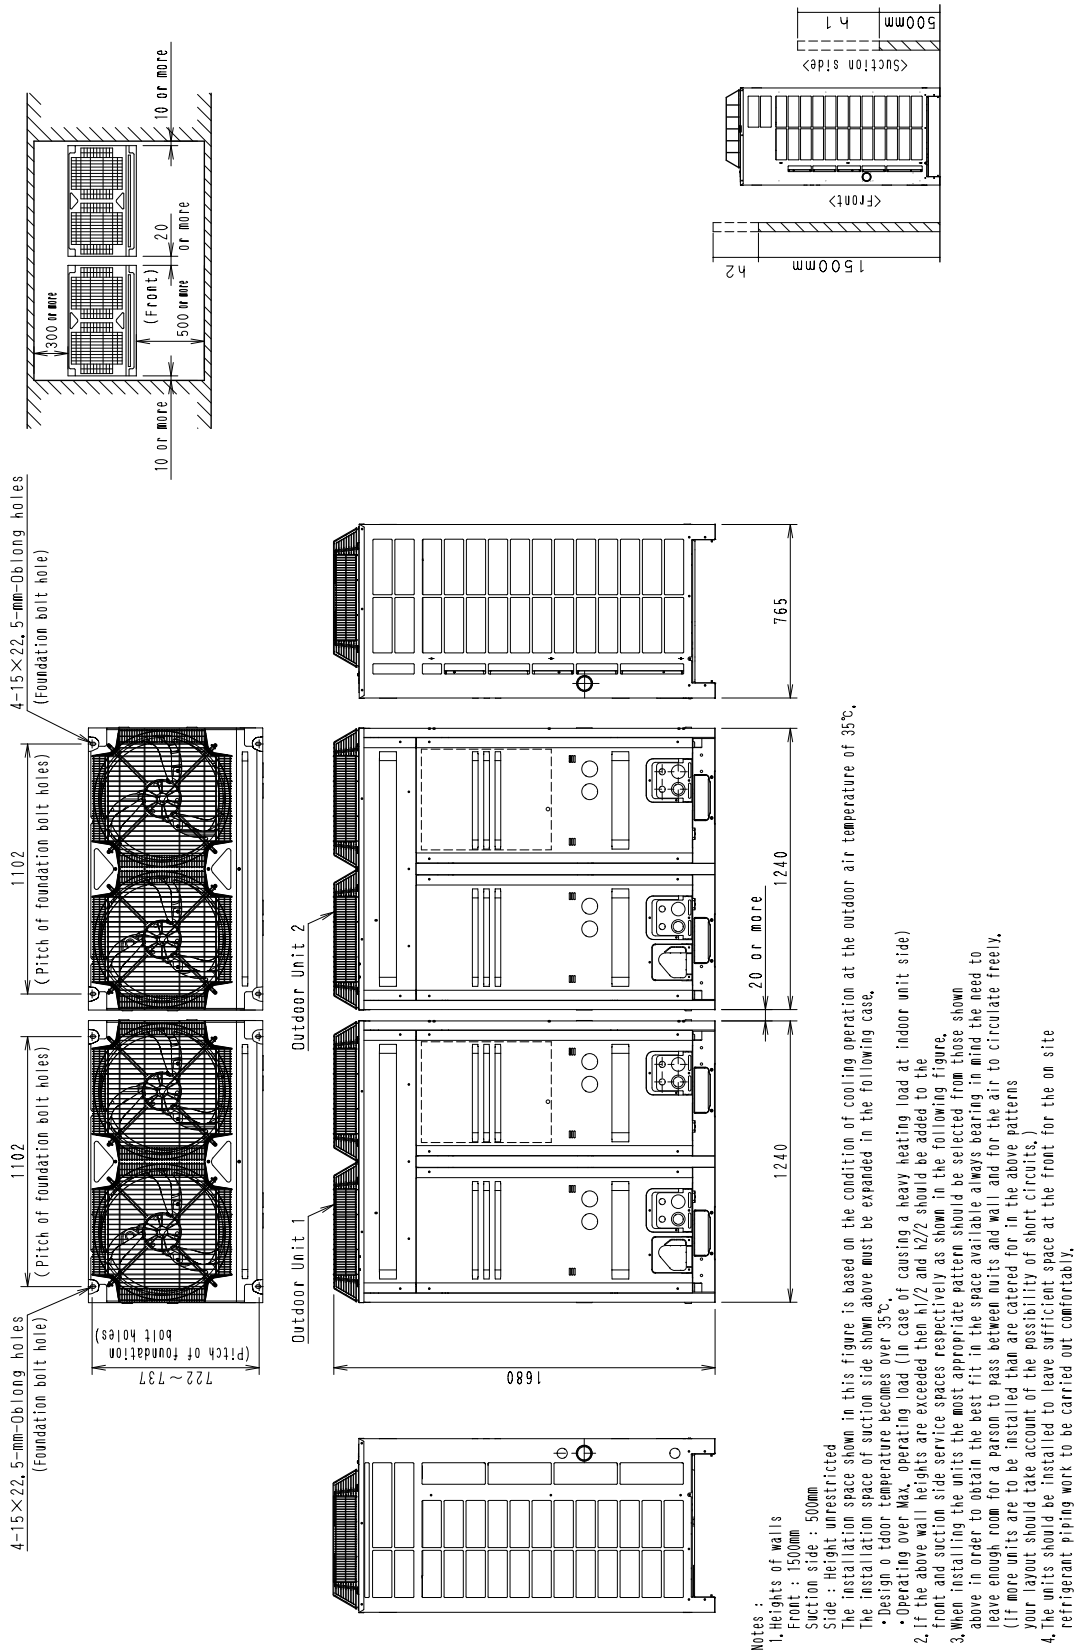 4-15×22.5-mm-Oblong holes
(Foundation bolt hole)
1102
(Pitch of foundation bolt holes)
1102
(Pitch of foundation bolt holes)
4-15×22.5-mm-Oblong holes
(Foundation bolt hole)
722~737
(Pitch of foundation
bolt holes)
10 or more
300 or more
(Front)
500 or more
20
or more
10 or more
Outdoor Unit 1
Outdoor Unit 2
1680
1240
20 or more
1240
765
h2
1500mm
<Front>
<Suction side>
h1
500mm
Notes :
1. Heights of walls
Front : 1500mm
Suction side : 500mm
Side : Height unrestricted
The installation space shown in this figure is based on the condition of cooling operation at the outdoor air temperature of 35℃.
The installation space of suction side shown above must be expanded in the following case.
・Design o tdoor temperature becomes over 35℃.
・Operating over Max. operating load (In case of causing a heavy heating load at indoor unit side)
2. If the above wall heights are exceeded then h1/2 and h2/2 should be added to the
front and suction side service spaces respectively as shown in the following figure.
3. When installing the units the most appropriate pattern should be selected from those shown
above in order to obtain the best fit in the space available always bearing in mind the need to
leave enough room for a parson to pass between nuits and wall and for the air to circulate freely.
(If more units are to be installed than are catered for in the above patterns
your layout should take account of the possibility of short circuits.)
4. The units should be installed to leave sufficient space at the front for the on site
refrigerant piping work to be carried out comfortably.